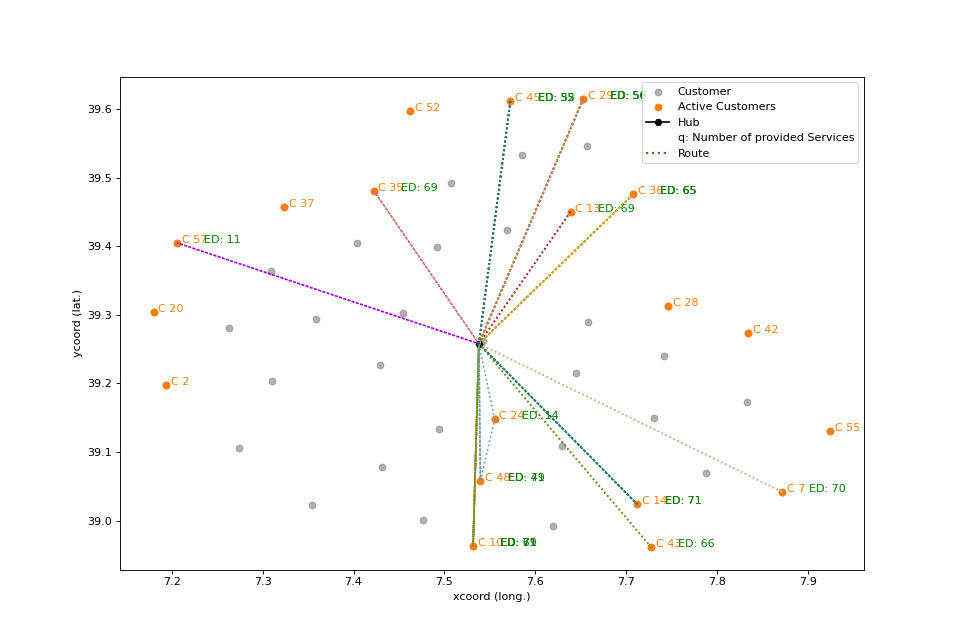 Customer
Active Customers
Hub
q: Number of provided Services
Route
C 52
C 45
C 29
ED: 56
C 35 ED: 69
C 36 ED: 65
C 37
C 13 ED: 69
C 57 ED: 11
C 20
C 28
C 42
C 2
C 24 ED: 14
C 55
C 48
C 7 ED: 70
C 14 ED: 71
C 10
C 43 ED: 66
39.6
39.5
39.4
39.3
39.2
39.1
39.0
ycoord (lat.)
7.2 7.3 7.4 7.5 7.6 7.7 7.8 7.9
xcoord (long.)